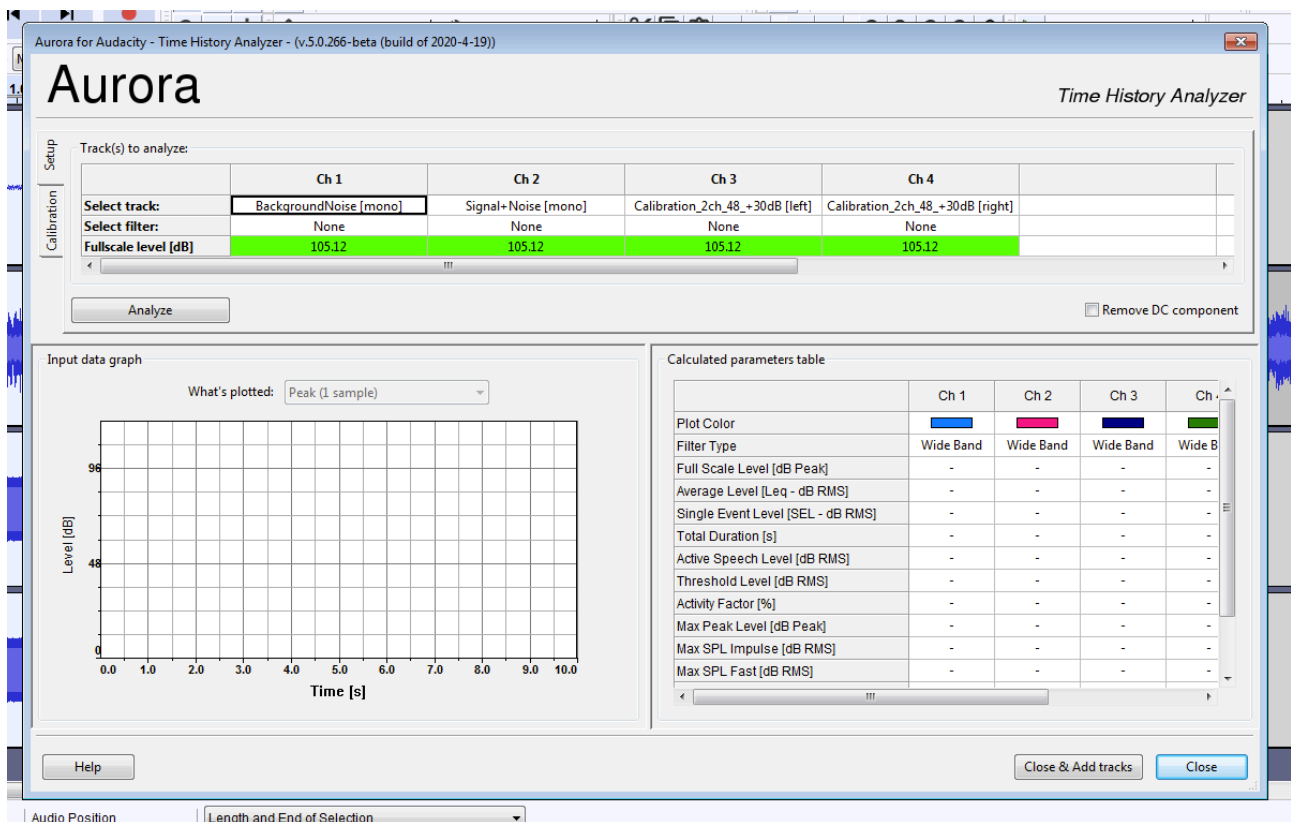 Aurora for Audacity - Time History Analyzer - (v.5.0.266-beta (build of 2020-4-19))
Aurora
Time History Analyzer
Setup
Calibration
Track(s) to analyze:
Ch 1 Ch 2 Ch 3 Ch 4
Select track: BackgroundNoise [mono] Signal+Noise [mono] Calibration_2ch_48_+30dB [left] Calibration_2ch_48_+30dB [right]
Select filter: None None None None
Fullscale level [dB] 105.12 105.12 105.12 105.12
Analyze
Remove DC component
Input data graph
What's plotted: Peak (1 sample)
Level [dB]
96
48
0
0.0 1.0 2.0 3.0 4.0 5.0 6.0 7.0 8.0 9.0 10.0
Time [s]
Calculated parameters table
Ch 1 Ch 2 Ch 3 Ch
Plot Color
Filter Type Wide Band Wide Band Wide Band Wide B
Full Scale Level [dB Peak] - - - -
Average Level [Leq - dB RMS] - - - -
Single Event Level [SEL - dB RMS] - - - -
Total Duration [s] - - - -
Active Speech Level [dB RMS] - - - -
Threshold Level [dB RMS] - - - -
Activity Factor [%] - - - -
Max Peak Level [dB Peak] - - - -
Max SPL Impulse [dB RMS] - - - -
Max SPL Fast [dB RMS] - - - -
Help
Close & Add tracks
Close
Audio Position
Length and End of Selection